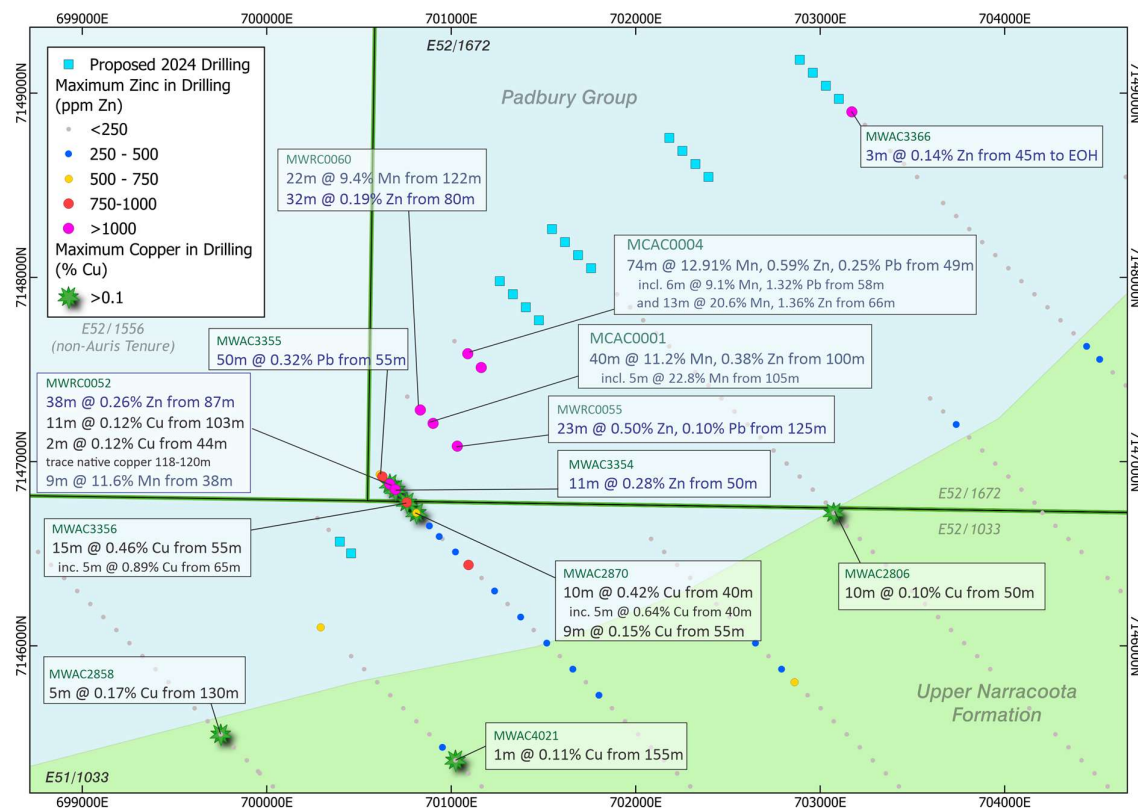 699000E
700000E
701000E
702000E
703000E
704000E
E52/1672
Proposed 2024 Drilling
Maximum Zinc in Drilling
(ppm Zn)
<250
250 - 500
500 - 750
750-1000
>1000
Maximum Copper in Drilling
(% Cu)
>0.1
7149000N
7149000N
Padbury Group
MWAC3366
3m @ 0.14% Zn from 45m to EOH
MWRC0060
22m @ 9.4% Mn from 122m
32m @ 0.19% Zn from 80m
MCAC0004
74m @ 12.91% Mn, 0.59% Zn, 0.25% Pb from 49m
incl. 6m @ 9.1% Mn, 1.32% Pb from 58m
and 13m @ 20.6% Mn, 1.36% Zn from 66m
7148000N
7148000N
E52/1556
(non-Auris Tenure)
MWAC3355
50m @ 0.32% Pb from 55m
MCAC0001
40m @ 11.2% Mn, 0.38% Zn from 100m
incl. 5m @ 22.8% Mn from 105m
MWRC0052
38m @ 0.26% Zn from 87m
11m @ 0.12% Cu from 103m
2m @ 0.12% Cu from 44m
trace native copper 118-120m
9m @ 11.6% Mn from 38m
MWRC0055
23m @ 0.50% Zn, 0.10% Pb from 125m
MWAC3354
11m @ 0.28% Zn from 50m
7147000N
7147000N
E52/1672
E52/1033
MWAC3356
15m @ 0.46% Cu from 55m
inc. 5m @ 0.89% Cu from 65m
MWAC2870
10m @ 0.42% Cu from 40m
inc. 5m @ 0.64% Cu from 40m
9m @ 0.15% Cu from 55m
MWAC2806
10m @ 0.10% Cu from 50m
7146000N
7146000N
MWAC2858
5m @ 0.17% Cu from 130m
Upper Narracoota
Formation
MWAC4021
1m @ 0.11% Cu from 155m
E51/1033
699000E
700000E
701000E
702000E
703000E
704000E